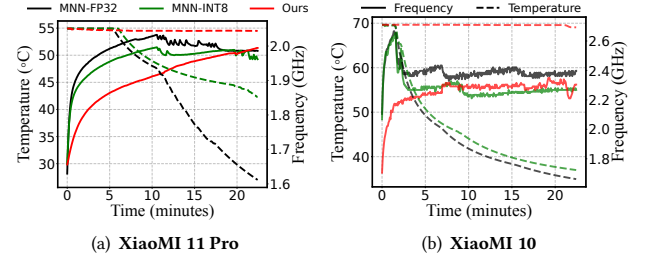 MNN-FP32 MNN-INT8 Ours
Frequency
Temperature
Temperature (°C)
55
50
45
40
35
30
0 5 10 15 20
Time (minutes)
2.0
1.9
1.8
1.7
1.6
Frequency (GHz)
Temperature (°C)
70
60
50
40
0 5 10 15 20
Time (minutes)
2.6
2.4
2.2
2.0
1.8
Frequency (GHz)
(a) XiaoMI 11 Pro
(b) XiaoMI 10